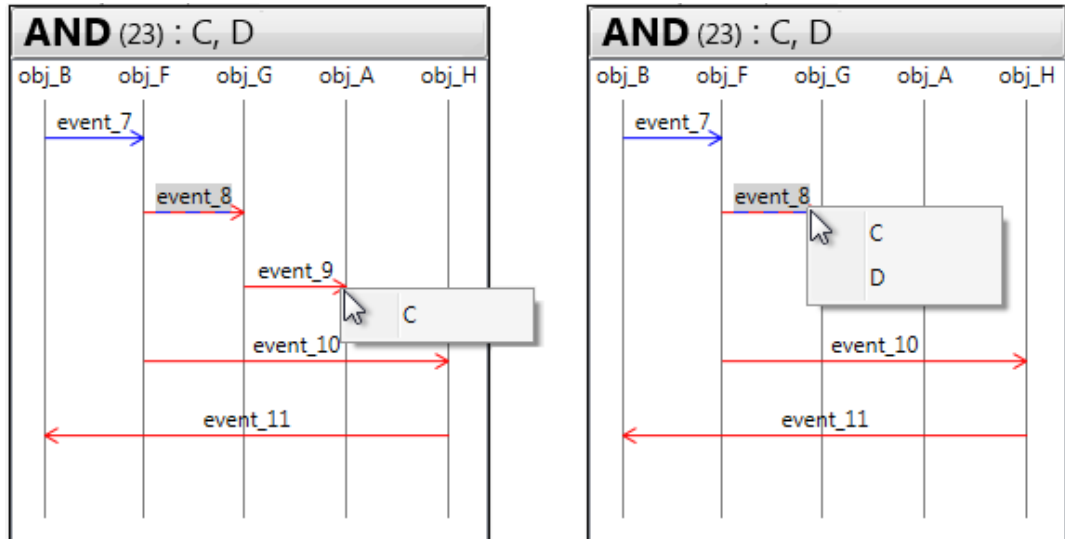 AND (23) : C, D
obj_B obj_F obj_G obj_A obj_H
event_7
event_8
event_9
C
event_10
event_11
AND (23) : C, D
obj_B obj_F obj_G obj_A obj_H
event_7
event_8
C
D
event_10
event_11